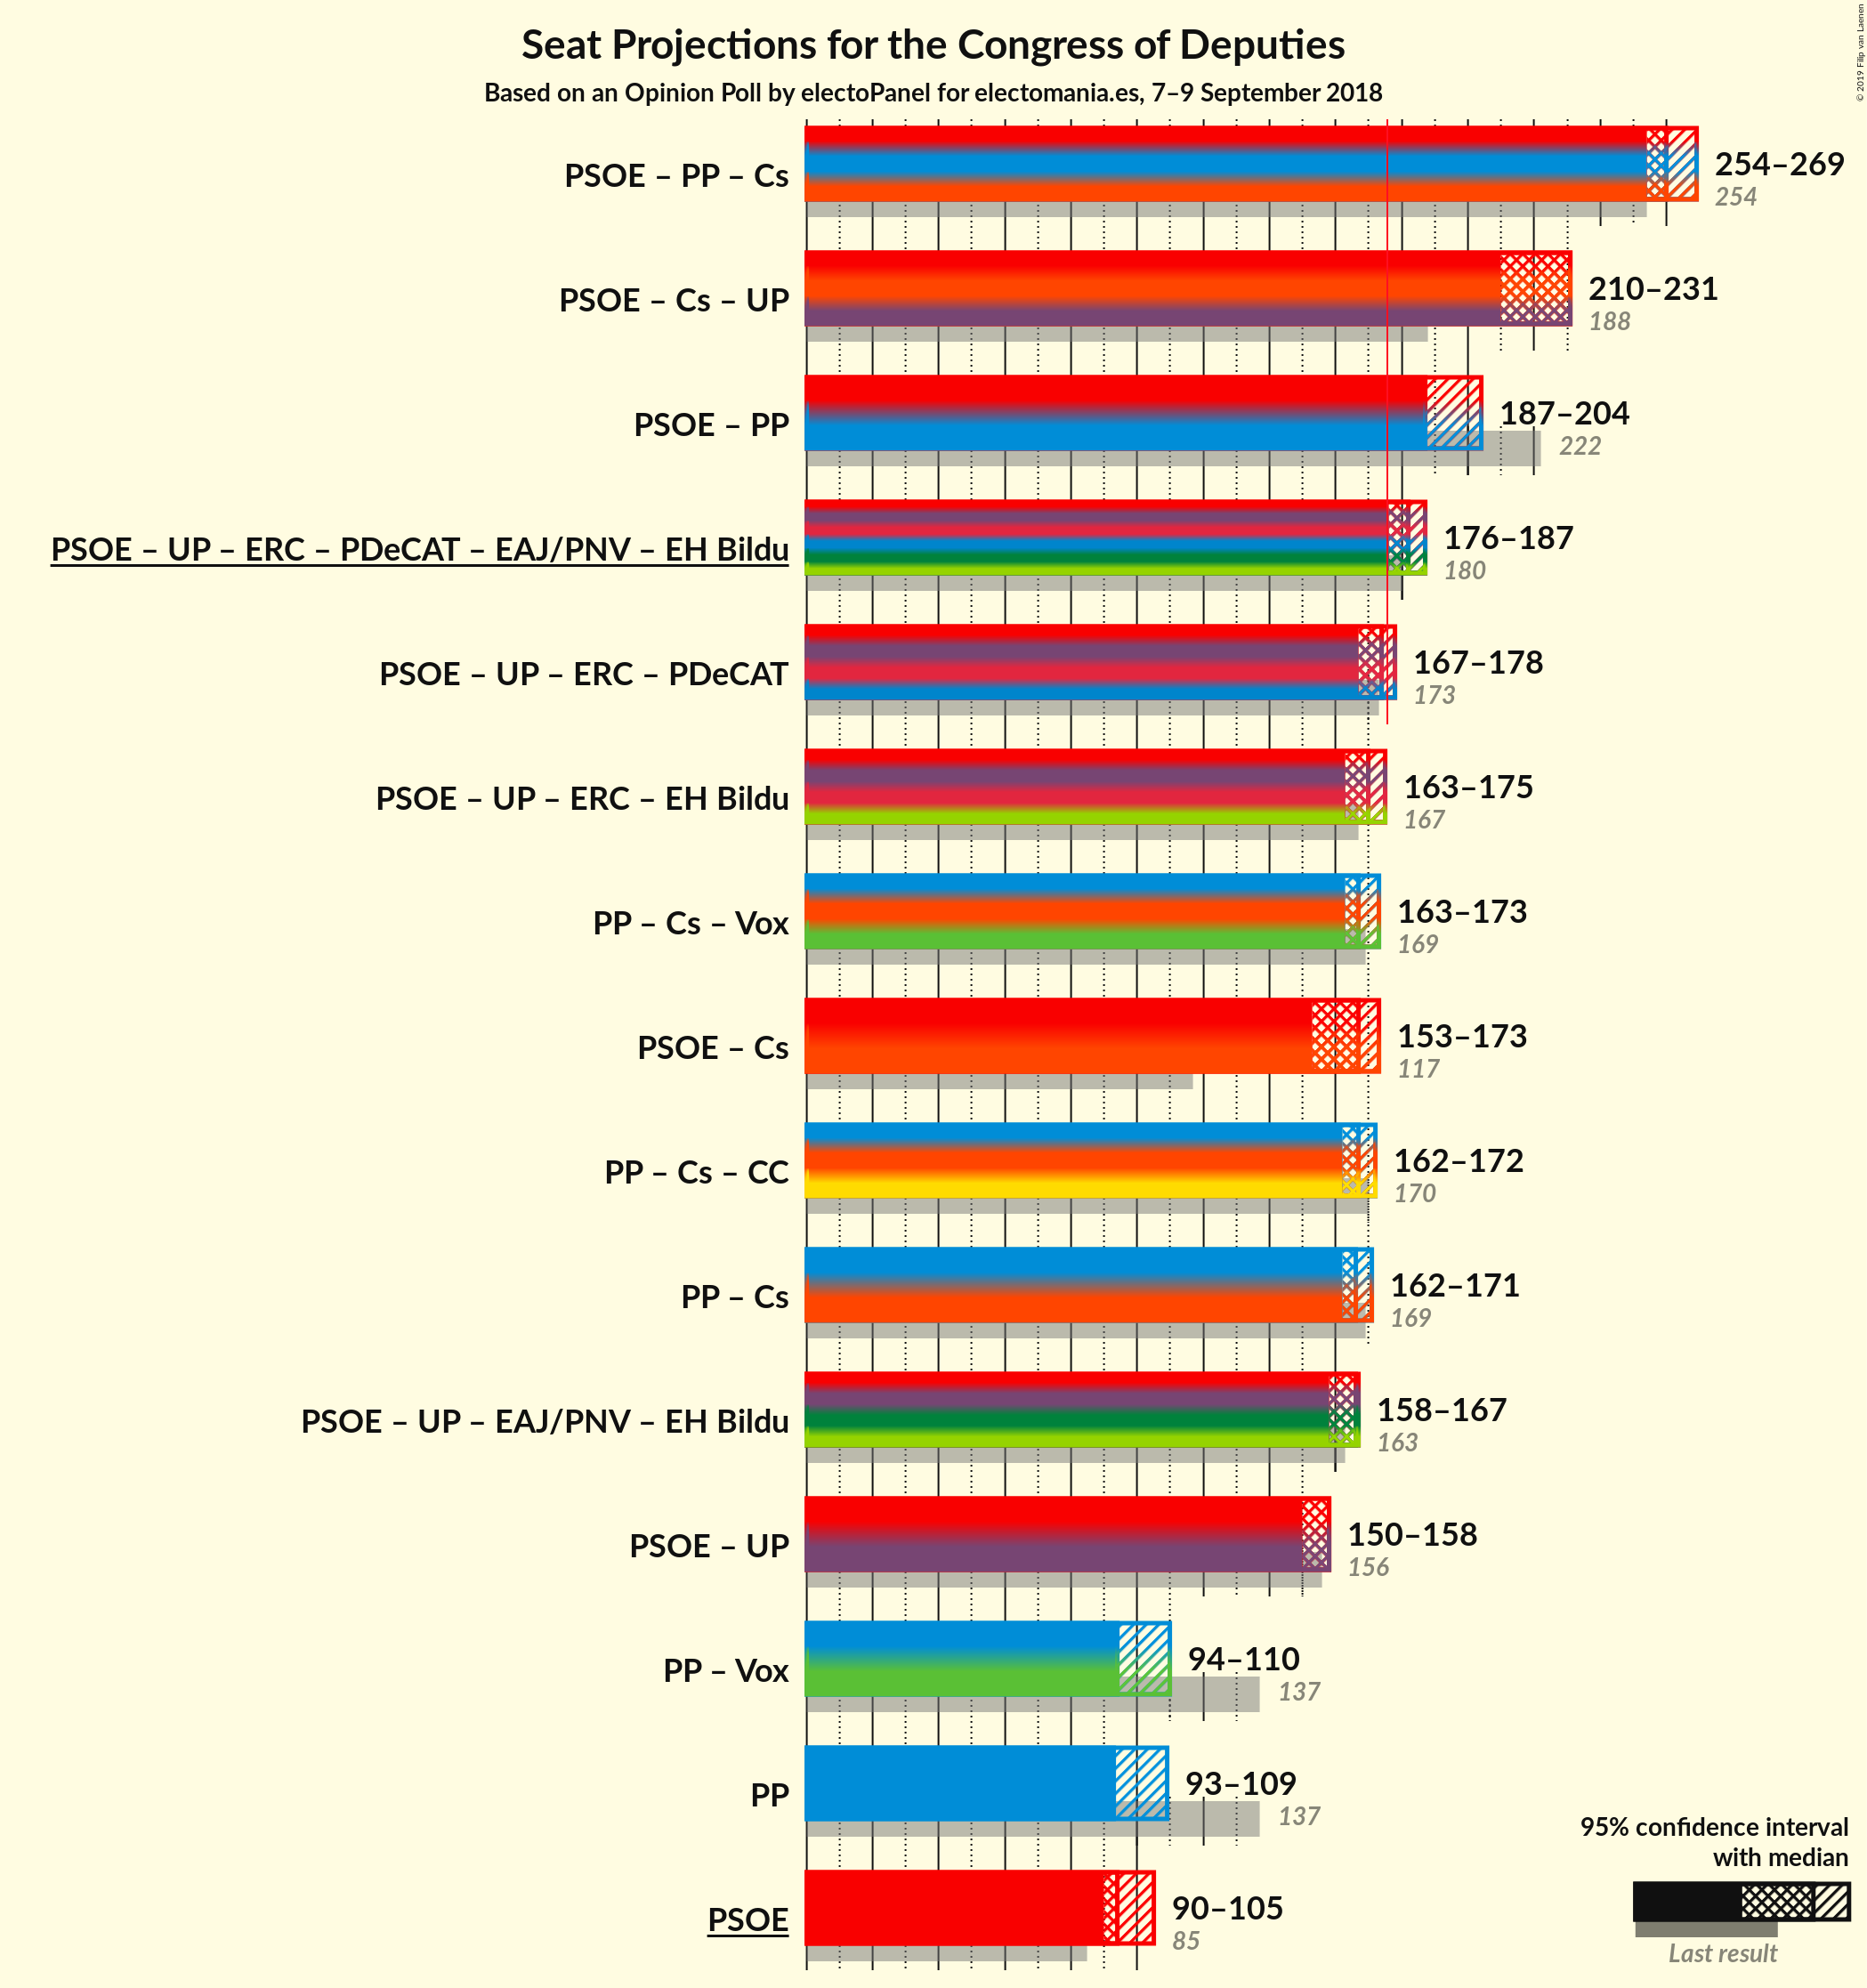 Seat Projections for the Congress of Deputies
Based on an Opinion Poll by electoPanel for electomania.es, 7–9 September 2018
© 2019 Filip van Laenen
PSOE – PP – Cs
254–269
254
PSOE – Cs – UP
210–231
188
PSOE – PP
187–204
222
PSOE – UP – ERC – PDeCAT – EAJ/PNV – EH Bildu
176–187
180
PSOE – UP – ERC – PDeCAT
167–178
173
PSOE – UP – ERC – EH Bildu
163–175
167
PP – Cs – Vox
163–173
169
PSOE – Cs
153–173
117
PP – Cs – CC
162–172
170
PP – Cs
162–171
169
PSOE – UP – EAJ/PNV – EH Bildu
158–167
163
PSOE – UP
150–158
156
PP – Vox
94–110
137
PP
93–109
137
PSOE
90–105
85
95% confidence interval
with median
Last result